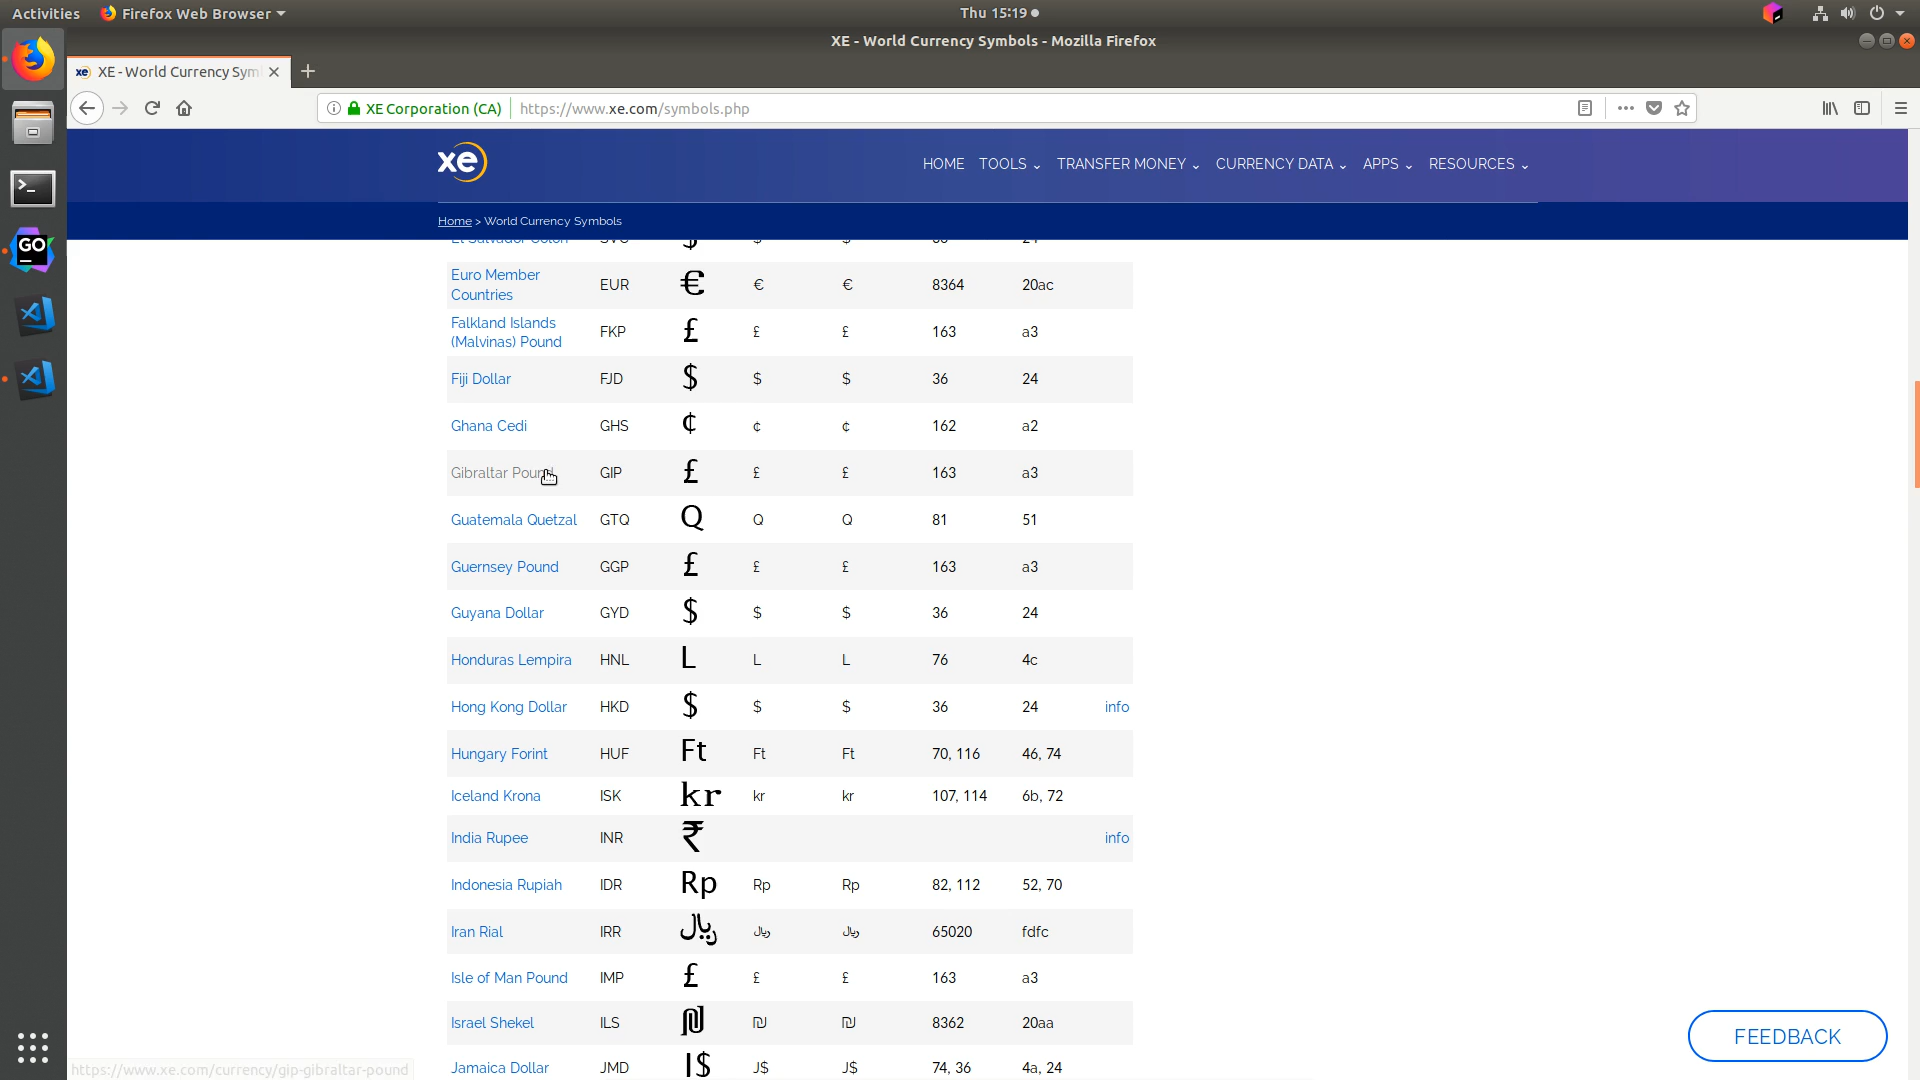 Activities Firefox Web Browser Thu 15:19
XE - World Currency Symbols - Mozilla Firefox
xe XE - World Currency Sym
XE Corporation (CA) https://www.xe.com/symbols.php
xe HOME TOOLS TRANSFER MONEY CURRENCY DATA APPS RESOURCES
Home > World Currency Symbols
El Salvador Colon SVC $ $ $ 36 24
Euro Member
Countries EUR € € € 8364 20ac
Falkland Islands
(Malvinas) Pound FKP £ £ £ 163 a3
Fiji Dollar FJD $ $ $ 36 24
Ghana Cedi GHS ¢ ¢ ¢ 162 a2
Gibraltar Pound GIP £ £ £ 163 a3
Guatemala Quetzal GTQ Q Q Q 81 51
Guernsey Pound GGP £ £ £ 163 a3
Guyana Dollar GYD $ $ $ 36 24
Honduras Lempira HNL L L L 76 4c
Hong Kong Dollar HKD $ $ $ 36 24 info
Hungary Forint HUF Ft Ft Ft 70, 116 46, 74
Iceland Krona ISK kr kr kr 107, 114 6b, 72
India Rupee INR ₹ info
Indonesia Rupiah IDR Rp Rp Rp 82, 112 52, 70
Iran Rial IRR ﷼ ﷼ ﷼ 65020 fdfc
Isle of Man Pound IMP £ £ £ 163 a3
Israel Shekel ILS ₪ ₪ ₪ 8362 20aa
Jamaica Dollar JMD J$ J$ J$ 74, 36 4a, 24
FEEDBACK
https://www.xe.com/currency/gip-gibraltar-pound
GO